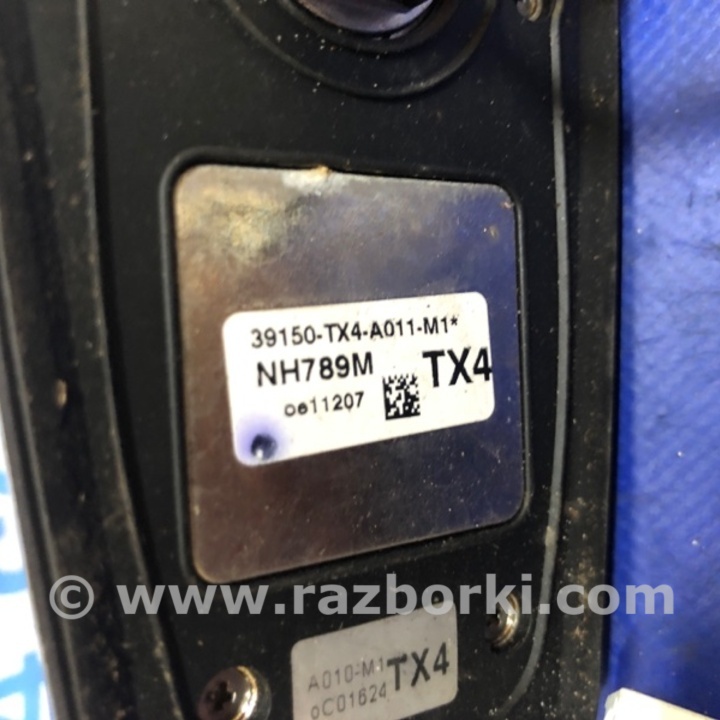 39150-TX4-A011-M1*
NH789M TX4
oe11207
© www.razborki.com
A010-M1 TX4
oC01624